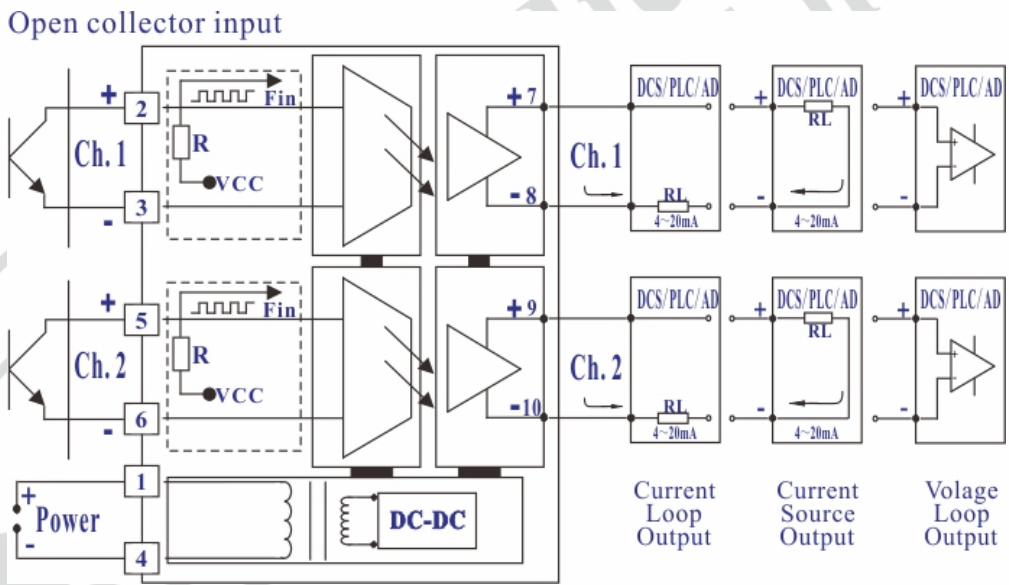 Open collector input
+ 2 Fin + 7 DCS/PLC/AD + DCS/PLC/AD + DCS/PLC/AD
RL
Ch.1 R Ch.1 + -
VCC
- 3 - 8 RL - -
4~20mA 4~20mA
+ 5 Fin + 9 DCS/PLC/AD + DCS/PLC/AD + DCS/PLC/AD
RL
Ch.2 R Ch.2 + -
VCC
- 6 -10 RL - -
4~20mA 4~20mA
1
+ Power - DC-DC
4
Current Loop Output
Current Source Output
Volage Loop Output